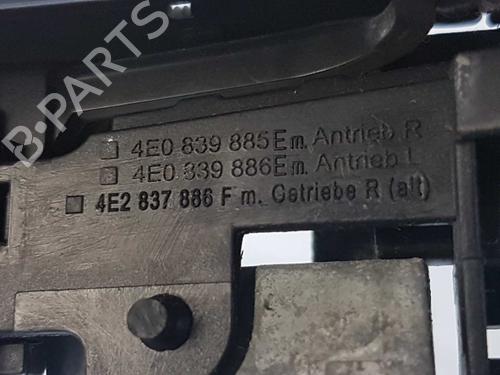 B-PARTS
4E0 839 885 E m. Antrieb R
4E0 839 886 E m. Antrieb L
4E2 837 886 F m. Getriebe R (alt)